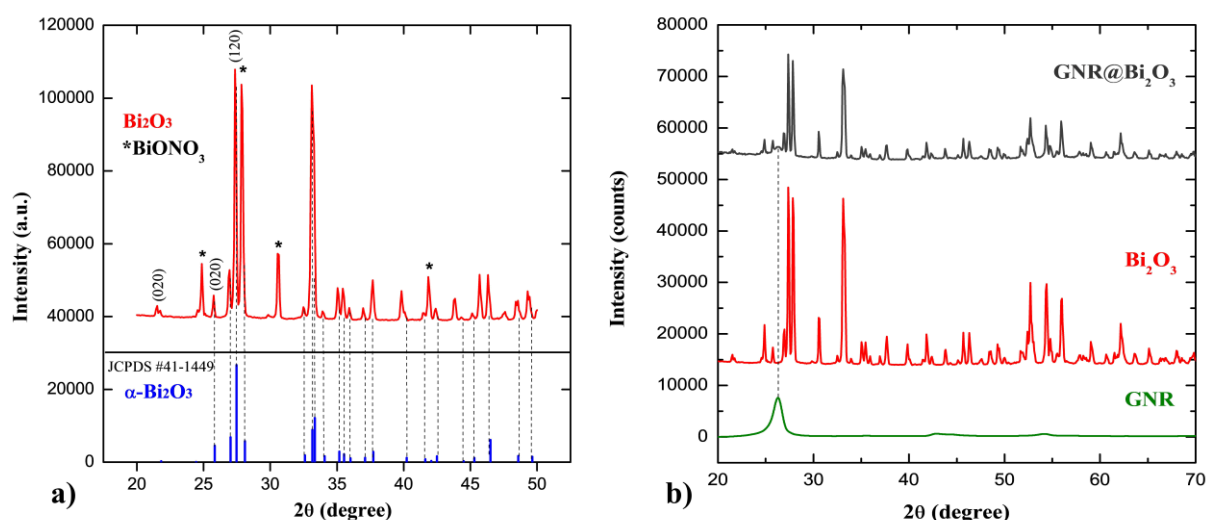 120000
100000
80000
60000
40000
20000
0
Intensity (a.u.)
(020)
*
(020)
(120)
*
*
*
Bi₂O₃
*BiONO₃
JCPDS #41-1449
α-Bi₂O₃
20 25 30 35 40 45 50
2θ (degree)
a)
80000
70000
60000
50000
40000
30000
20000
10000
0
Intensity (counts)
GNR@Bi₂O₃
Bi₂O₃
GNR
20 30 40 50 60 70
2θ (degree)
b)